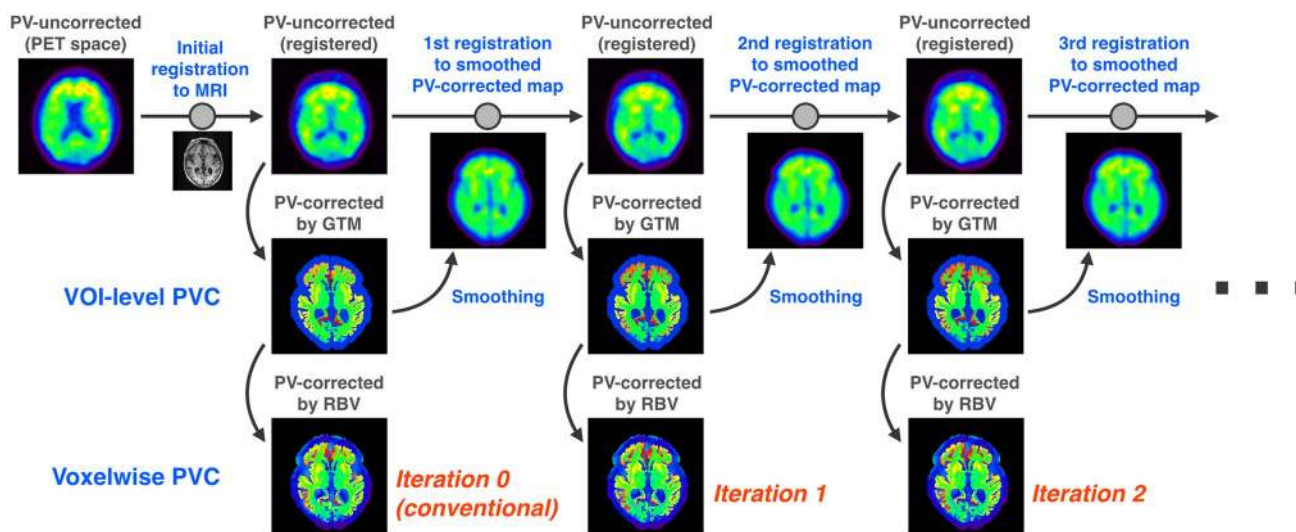 PV-uncorrected
(PET space)
Initial
registration
to MRI
PV-uncorrected
(registered)
1st registration
to smoothed
PV-corrected map
PV-uncorrected
(registered)
2nd registration
to smoothed
PV-corrected map
PV-uncorrected
(registered)
3rd registration
to smoothed
PV-corrected map
VOI-level PVC
PV-corrected
by GTM
Smoothing
PV-corrected
by GTM
Smoothing
PV-corrected
by GTM
Smoothing
Voxelwise PVC
PV-corrected
by RBV
Iteration 0
(conventional)
PV-corrected
by RBV
Iteration 1
PV-corrected
by RBV
Iteration 2